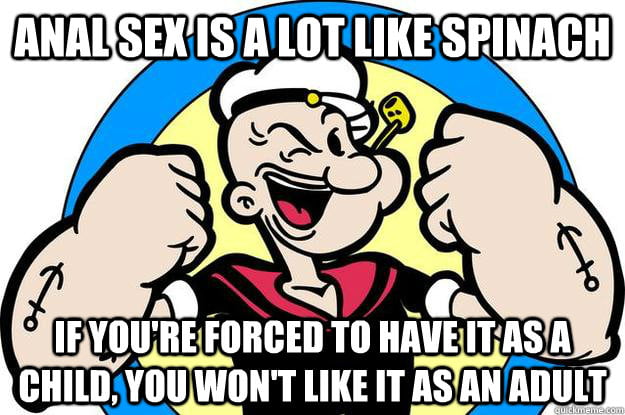 ANAL SEX IS A LOT LIKE SPINACH
IF YOU'RE FORCED TO HAVE IT AS A
CHILD, YOU WON'T LIKE IT AS AN ADULT
quickmeme.com